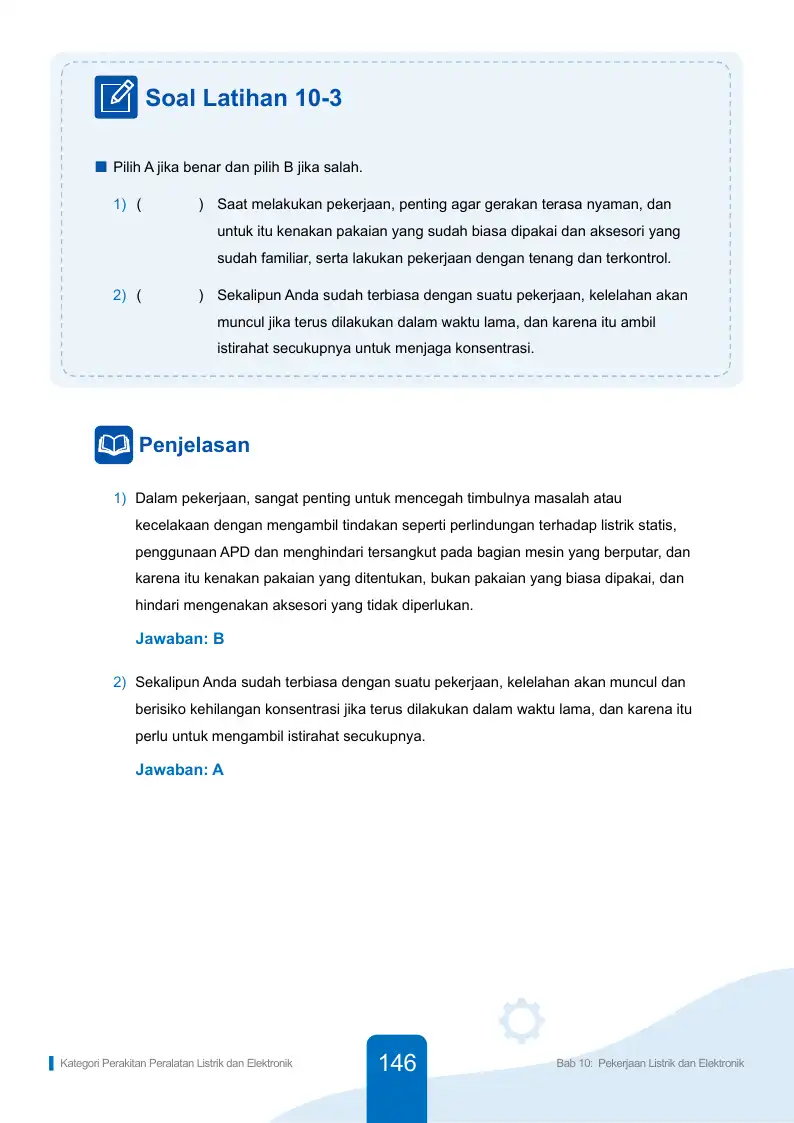 Soal Latihan 10-3
Pilih A jika benar dan pilih B jika salah.
1) ( ) Saat melakukan pekerjaan, penting agar gerakan terasa nyaman, dan
untuk itu kenakan pakaian yang sudah biasa dipakai dan aksesori yang
sudah familiar, serta lakukan pekerjaan dengan tenang dan terkontrol.
2) ( ) Sekalipun Anda sudah terbiasa dengan suatu pekerjaan, kelelahan akan
muncul jika terus dilakukan dalam waktu lama, dan karena itu ambil
istirahat secukupnya untuk menjaga konsentrasi.
Penjelasan
1) Dalam pekerjaan, sangat penting untuk mencegah timbulnya masalah atau
kecelakaan dengan mengambil tindakan seperti perlindungan terhadap listrik statis,
penggunaan APD dan menghindari tersangkut pada bagian mesin yang berputar, dan
karena itu kenakan pakaian yang ditentukan, bukan pakaian yang biasa dipakai, dan
hindari mengenakan aksesori yang tidak diperlukan.
Jawaban: B
2) Sekalipun Anda sudah terbiasa dengan suatu pekerjaan, kelelahan akan muncul dan
berisiko kehilangan konsentrasi jika terus dilakukan dalam waktu lama, dan karena itu
perlu untuk mengambil istirahat secukupnya.
Jawaban: A
Kategori Perakitan Peralatan Listrik dan Elektronik
146
Bab 10: Pekerjaan Listrik dan Elektronik